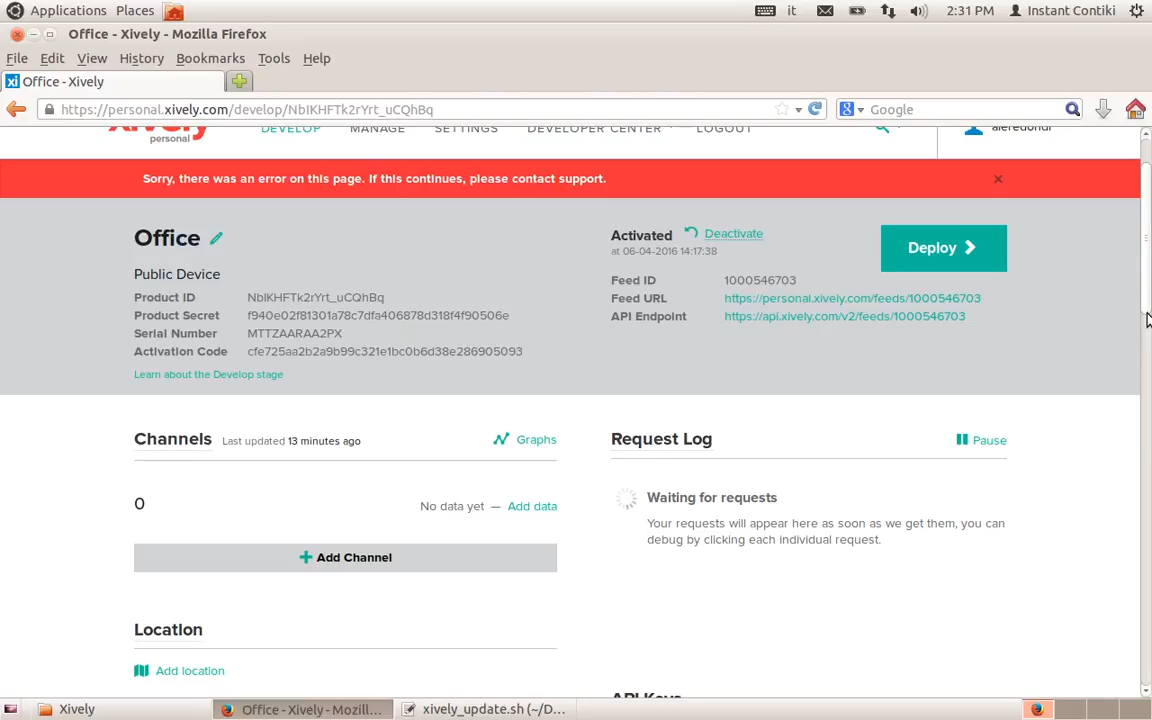 Applications Places it 2:31 PM Instant Contiki
Office - Xively - Mozilla Firefox
File Edit View History Bookmarks Tools Help
xi Office - Xively
https://personal.xively.com/develop/NbIKHFTk2rYrt_uCQhBq Google
xively DEVELOP MANAGE SETTINGS DEVELOPER CENTER LOGOUT
personal
Sorry, there was an error on this page. If this continues, please contact support. ×
Office
Public Device
Product ID NbIKHFTk2rYrt_uCQhBq
Product Secret f940e02f81301a78c7dfa406878d318f4f90506e
Serial Number MTTZAARAA2PX
Activation Code cfe725aa2b2a9b99c321e1bc0b6d38e286905093
Learn about the Develop stage
Activated Deactivate
at 06-04-2016 14:17:38
Deploy
Feed ID 1000546703
Feed URL https://personal.xively.com/feeds/1000546703
API Endpoint https://api.xively.com/v2/feeds/1000546703
Channels Last updated 13 minutes ago Graphs
0 No data yet — Add data
Add Channel
Location
Add location
Request Log Pause
Waiting for requests
Your requests will appear here as soon as we get them, you can
debug by clicking each individual request.
API Keys
Xively Office - Xively - Mozill... xively_update.sh (~/D...